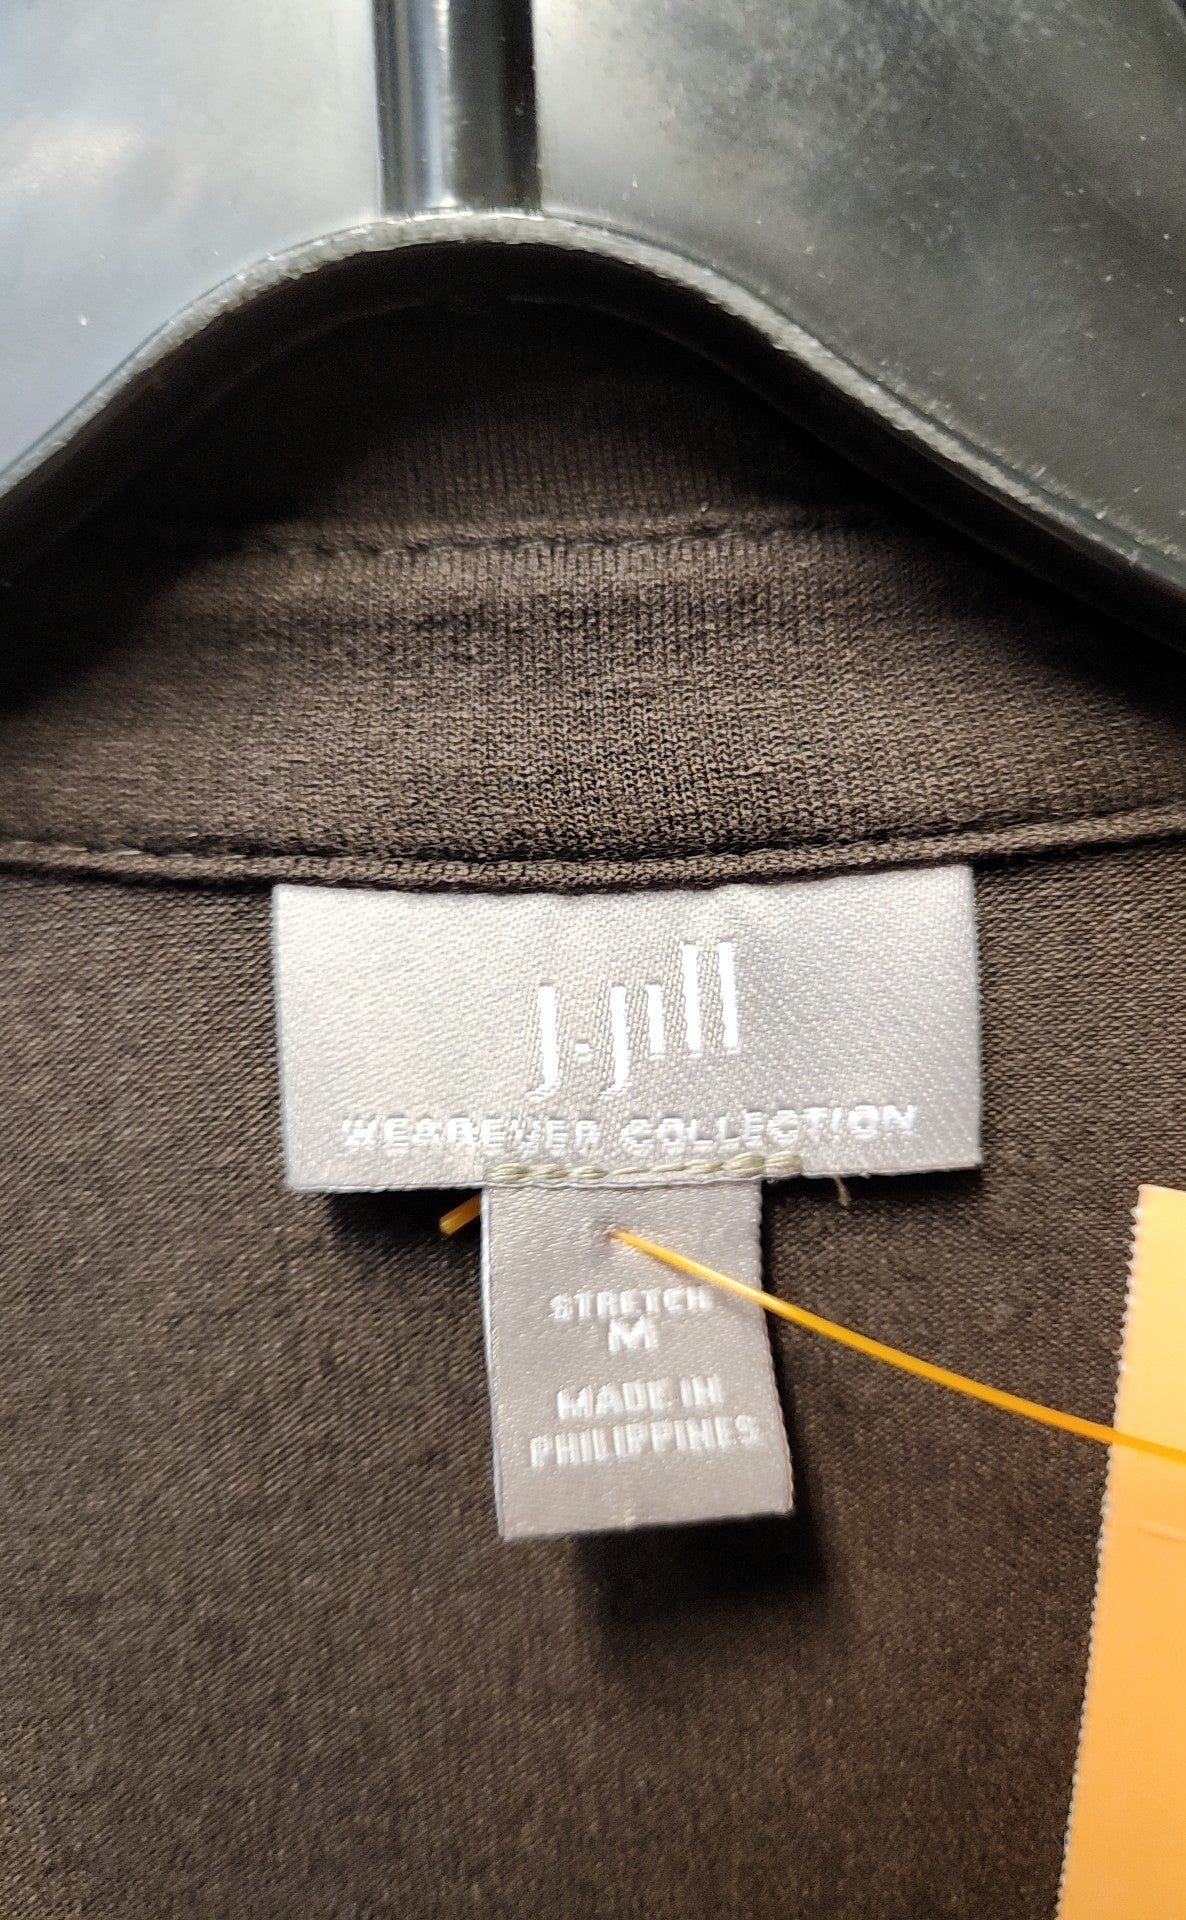 J.Jill
WEAREVER COLLECTION
STRETCH
M
MADE IN
PHILIPPINES